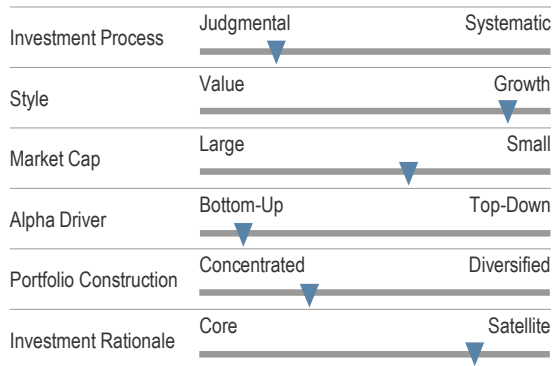 Investment Process Judgmental Systematic
Style Value Growth
Market Cap Large Small
Alpha Driver Bottom-Up Top-Down
Portfolio Construction Concentrated Diversified
Investment Rationale Core Satellite